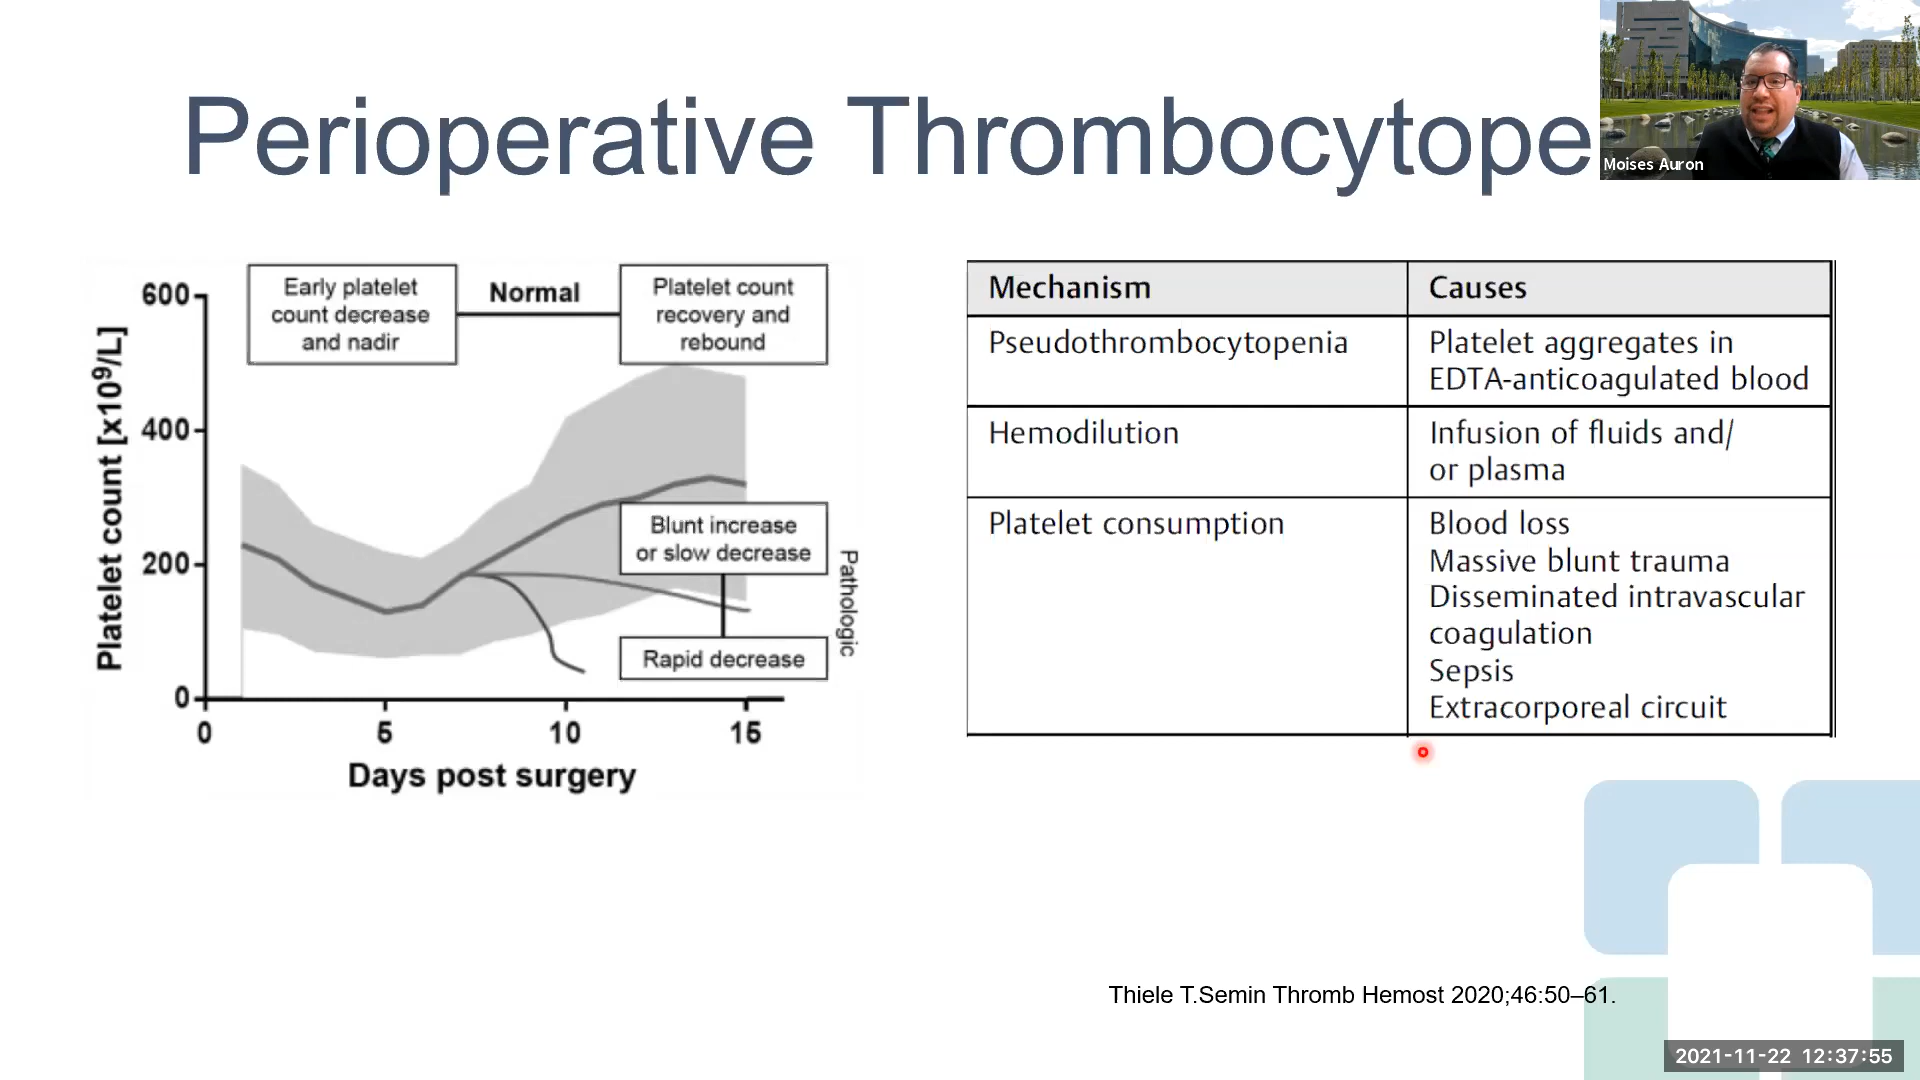 Perioperative Thrombocytope
Moises Auron
Early platelet
count decrease
and nadir
Normal
Platelet count
recovery and
rebound
600
400
200
0
Platelet count [x10⁹/L]
Blunt increase
or slow decrease
Rapid decrease
Pathologic
0
5
10
15
Days post surgery
Mechanism
Causes
Pseudothrombocytopenia
Platelet aggregates in
EDTA-anticoagulated blood
Hemodilution
Infusion of fluids and/
or plasma
Platelet consumption
Blood loss
Massive blunt trauma
Disseminated intravascular
coagulation
Sepsis
Extracorporeal circuit
Thiele T.Semin Thromb Hemost 2020;46:50–61.
2021-11-22 12:37:55